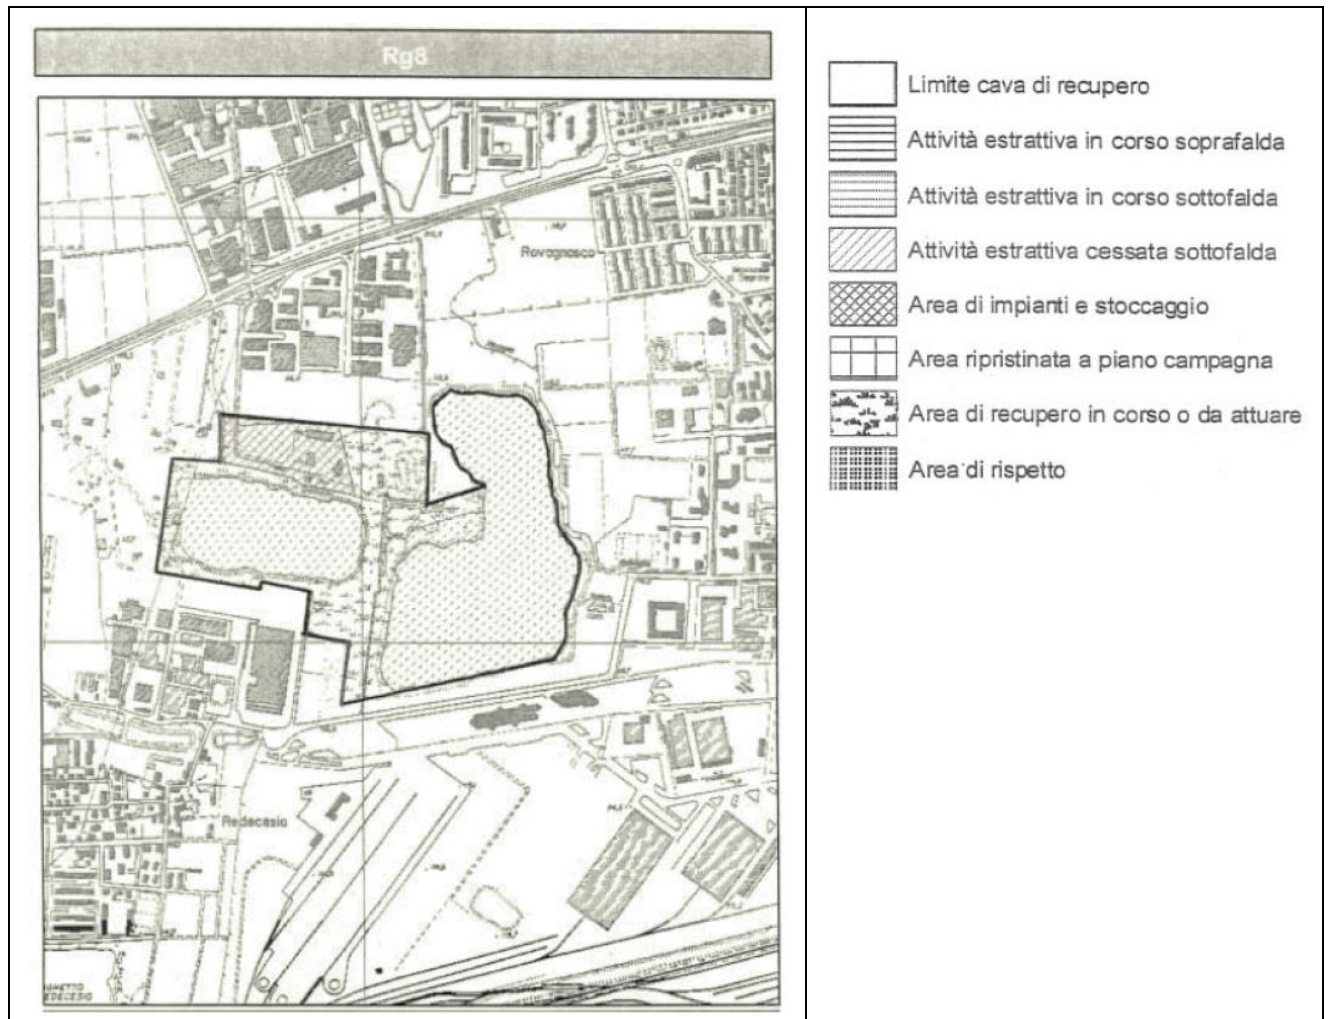 Rg8
Rovagnasco
Redecesio
Limite cava di recupero
Attività estrattiva in corso soprafalda
Attività estrattiva in corso sottofalda
Attività estrattiva cessata sottofalda
Area di impianti e stoccaggio
Area ripristinata a piano campagna
Area di recupero in corso o da attuare
Area di rispetto